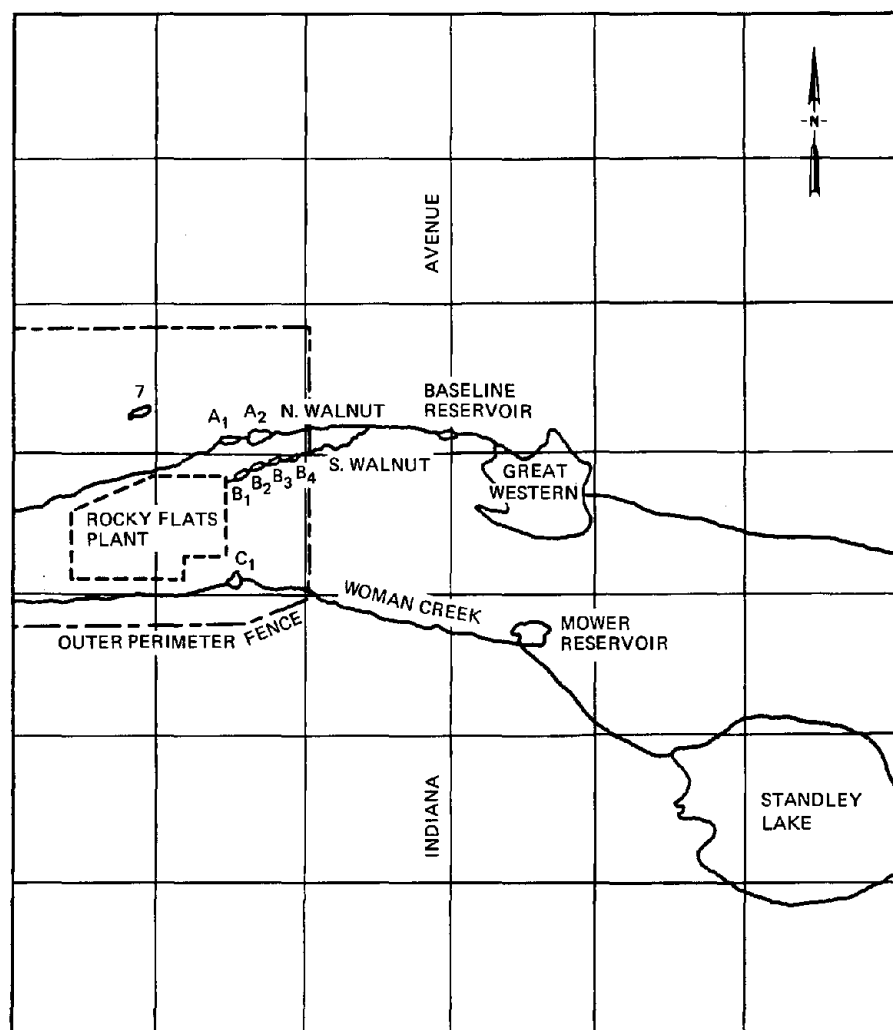 -N-
AVENUE
7
A1
A2
N. WALNUT
BASELINE
RESERVOIR
S. WALNUT
B1
B2
B3
B4
GREAT
WESTERN
ROCKY FLATS
PLANT
C1
WOMAN CREEK
OUTER PERIMETER FENCE
MOWER
RESERVOIR
INDIANA
STANDLEY
LAKE